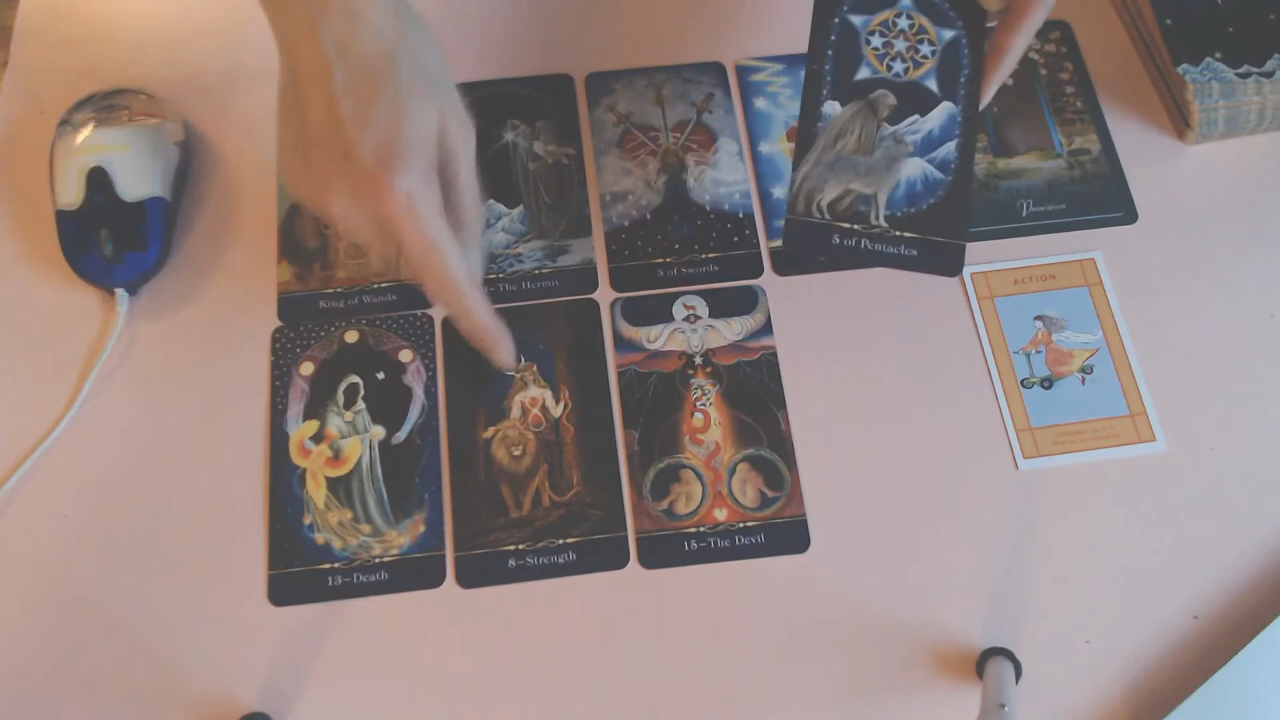 King of Wands
– The Hermit
3 of Swords
5 of Pentacles
Provision
ACTION
13–Death
8–Strength
15–The Devil